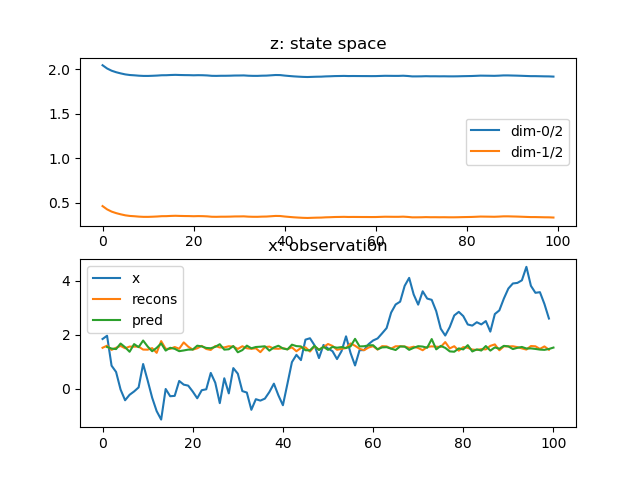 z: state space
2.0
1.5
1.0
0.5
dim-0/2
dim-1/2
0 20 40 60 80 100
x: observation
4
2
0
x
recons
pred
0 20 40 60 80 100